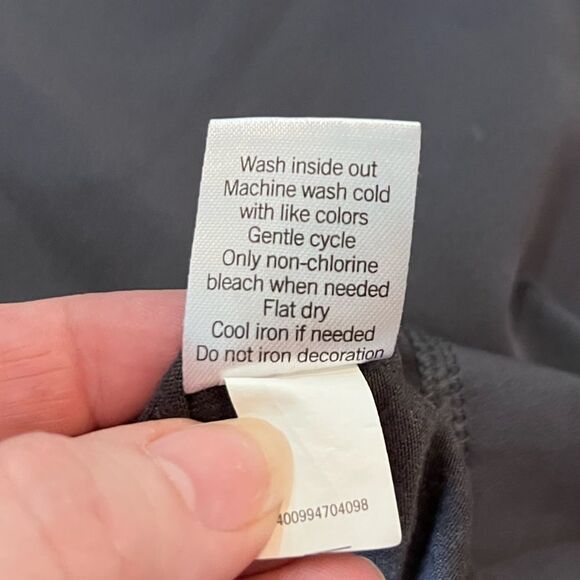 Wash inside out
Machine wash cold
with like colors
Gentle cycle
Only non-chlorine
bleach when needed
Flat dry
Cool iron if needed
Do not iron decoration
400994704098